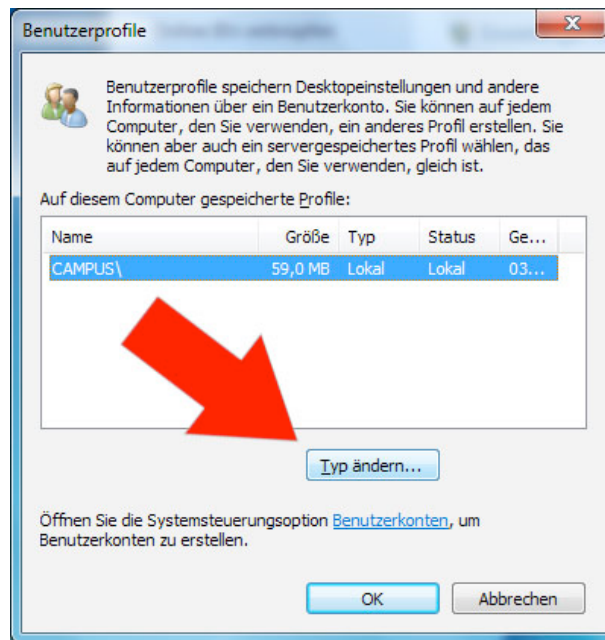 Benutzerprofile
Benutzerprofile speichern Desktopeinstellungen und andere
Informationen über ein Benutzerkonto. Sie können auf jedem
Computer, den Sie verwenden, ein anderes Profil erstellen. Sie
können aber auch ein servergespeichertes Profil wählen, das
auf jedem Computer, den Sie verwenden, gleich ist.
Auf diesem Computer gespeicherte Profile:
Name Größe Typ Status Ge...
CAMPUS\ 59,0 MB Lokal Lokal 03...
Typ ändern...
Öffnen Sie die Systemsteuerungsoption Benutzerkonten, um
Benutzerkonten zu erstellen.
OK Abbrechen